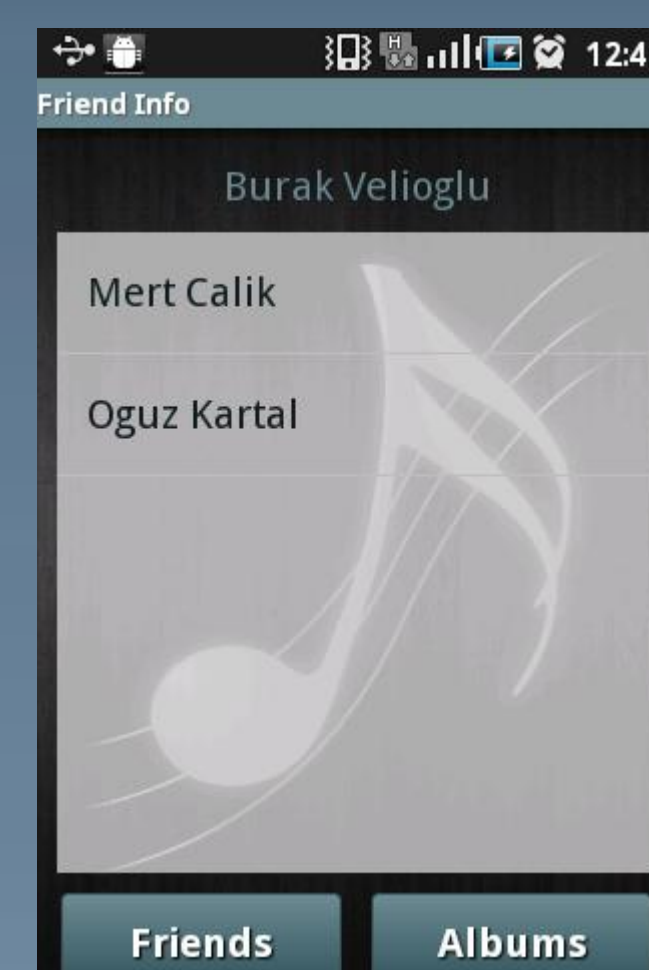 H 12:4
Friend Info
Burak Velioglu
Mert Calik
Oguz Kartal
Friends Albums